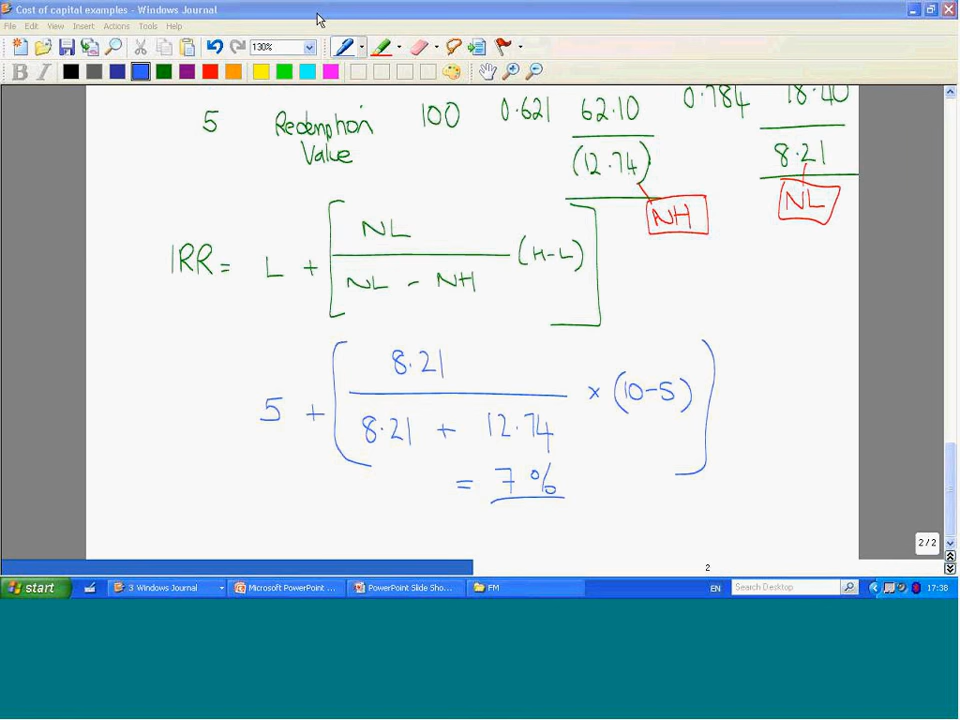 Cost of capital examples - Windows Journal
File Edit View Insert Actions Tools Help
130%
B I
5 Redemption Value 100 0.621 62.10 0.784 18.40
(12.74) 8.21
NH NL
IRR = L + [ NL / NL - NH (H-L) ]
5 + ( 8.21 / 8.21 + 12.74 × (10-5) )
= 7%
2 / 2
2
start 3 Windows Journal Microsoft PowerPoint ... PowerPoint Slide Sho... FM EN Search Desktop 17:36